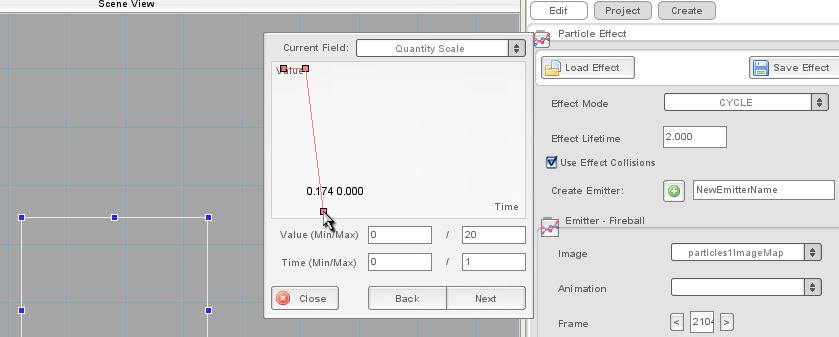 Scene View
Edit
Project
Create
Current Field: Quantity Scale
Value
0.174 0.000
Time
Value (Min/Max) 0 / 20
Time (Min/Max) 0 / 1
Close
Back
Next
Particle Effect
Load Effect
Save Effect
Effect Mode CYCLE
Effect Lifetime 2.000
Use Effect Collisions
Create Emitter: NewEmitterName
Emitter - Fireball
Image particles1ImageMap
Animation
Frame < 2104 >